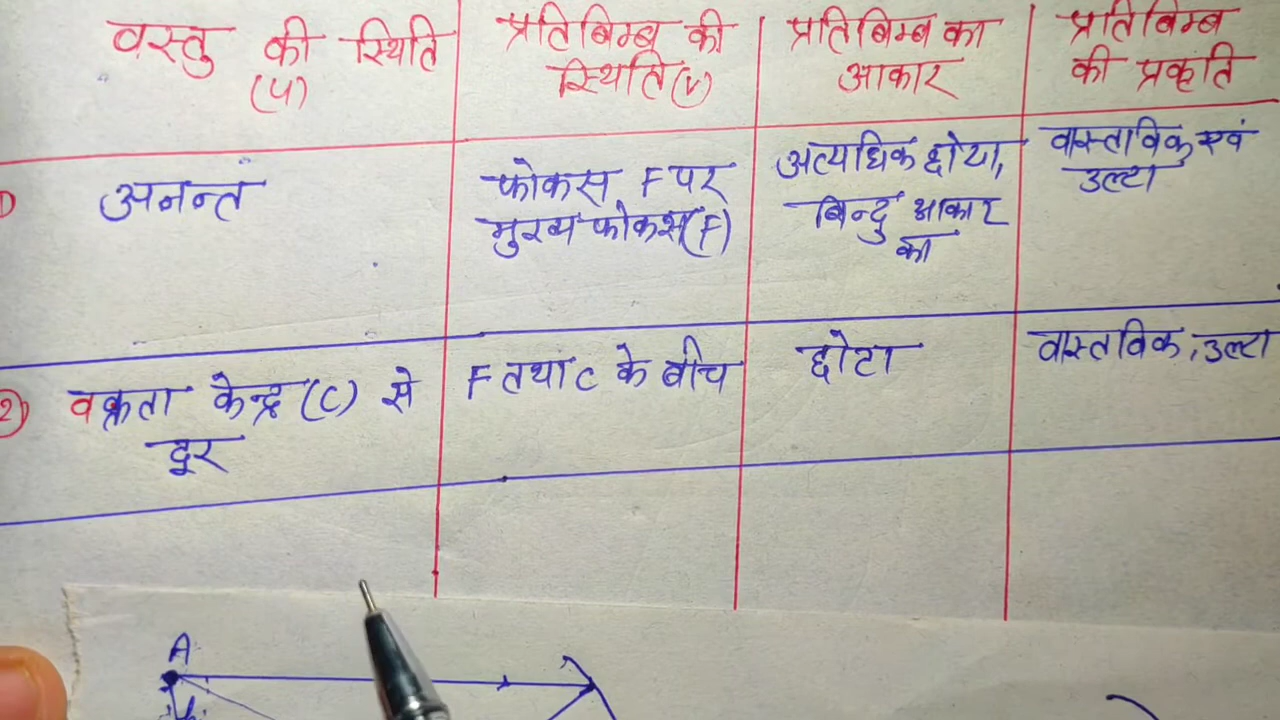 वस्तु की स्थिति
(u)
प्रतिबिम्ब की
स्थिति (v)
प्रतिबिम्ब का
आकार
प्रतिबिम्ब
की प्रकृति
1)
अनन्त
फोकस F पर
मुख्य फोकस (F)
अत्यधिक छोटा,
बिन्दु आकार
का
वास्तविक एवं
उल्टा
2)
वक्रता केन्द्र (C) से
दूर
F तथा C के बीच
छोटा
वास्तविक, उल्टा
A